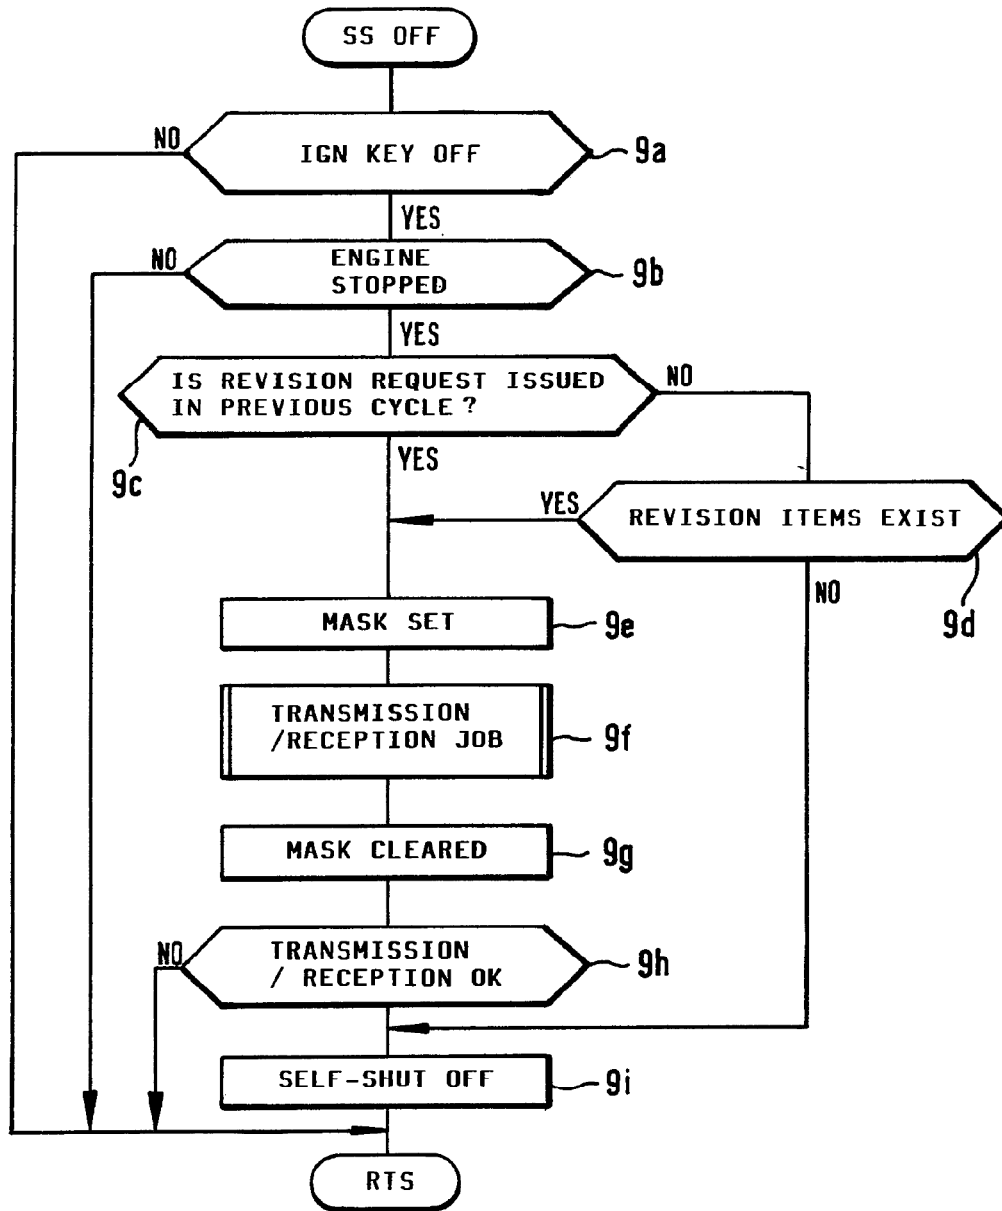 SS OFF
NO
IGN KEY OFF
9a
YES
NO
ENGINE
STOPPED
9b
YES
IS REVISION REQUEST ISSUED
IN PREVIOUS CYCLE?
NO
9c
YES
YES
REVISION ITEMS EXIST
NO
9d
MASK SET
9e
TRANSMISSION
/RECEPTION JOB
9f
MASK CLEARED
9g
NO
TRANSMISSION
/ RECEPTION OK
9h
SELF-SHUT OFF
9i
RTS